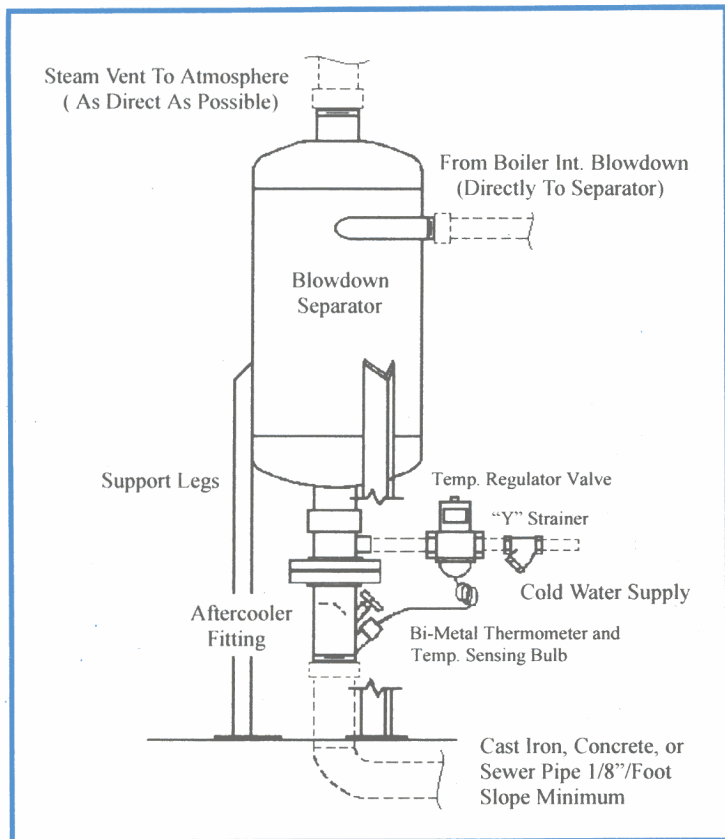 Steam Vent To Atmosphere
( As Direct As Possible)
From Boiler Int. Blowdown
(Directly To Separator)
Blowdown
Separator
Support Legs
Temp. Regulator Valve
“Y” Strainer
Cold Water Supply
Aftercooler
Fitting
Bi-Metal Thermometer and
Temp. Sensing Bulb
Cast Iron, Concrete, or
Sewer Pipe 1/8”/Foot
Slope Minimum